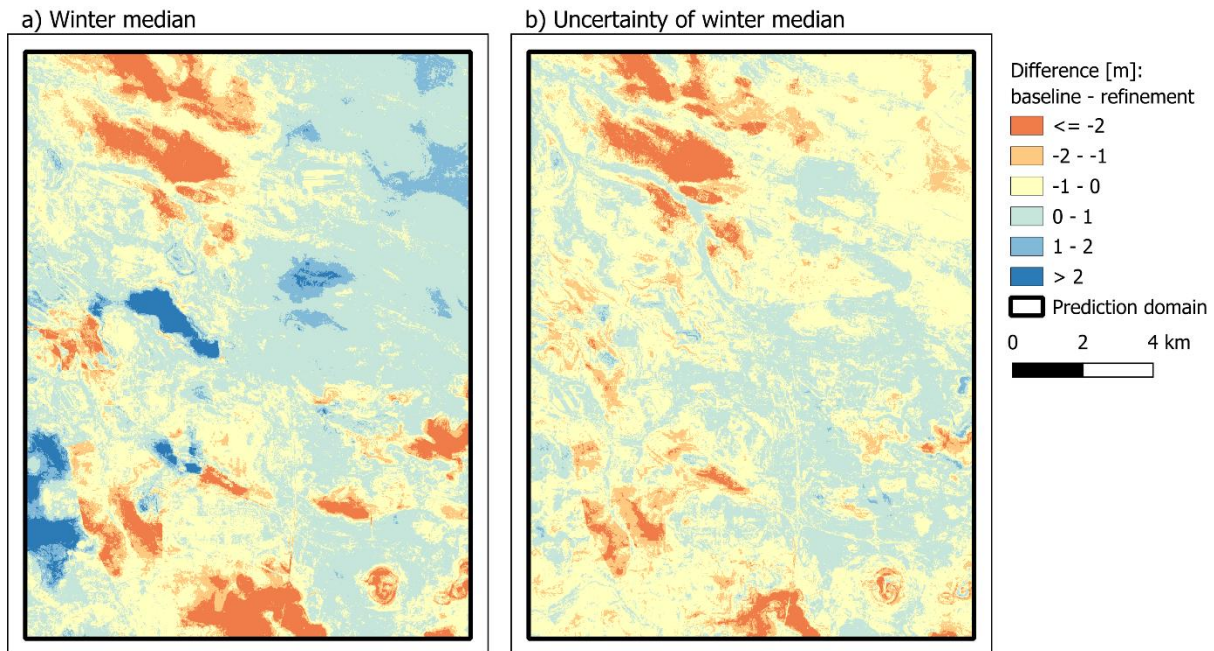 a) Winter median
b) Uncertainty of winter median
Difference [m]:
baseline - refinement
<= -2
-2 - -1
-1 - 0
0 - 1
1 - 2
> 2
Prediction domain
0 2 4 km